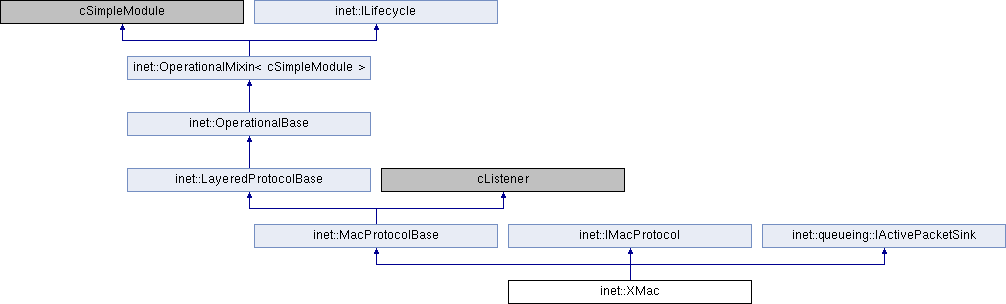 cSimpleModule
inet::ILifecycle
inet::OperationalMixin< cSimpleModule >
inet::OperationalBase
inet::LayeredProtocolBase
cListener
inet::MacProtocolBase
inet::IMacProtocol
inet::queueing::IActivePacketSink
inet::XMac